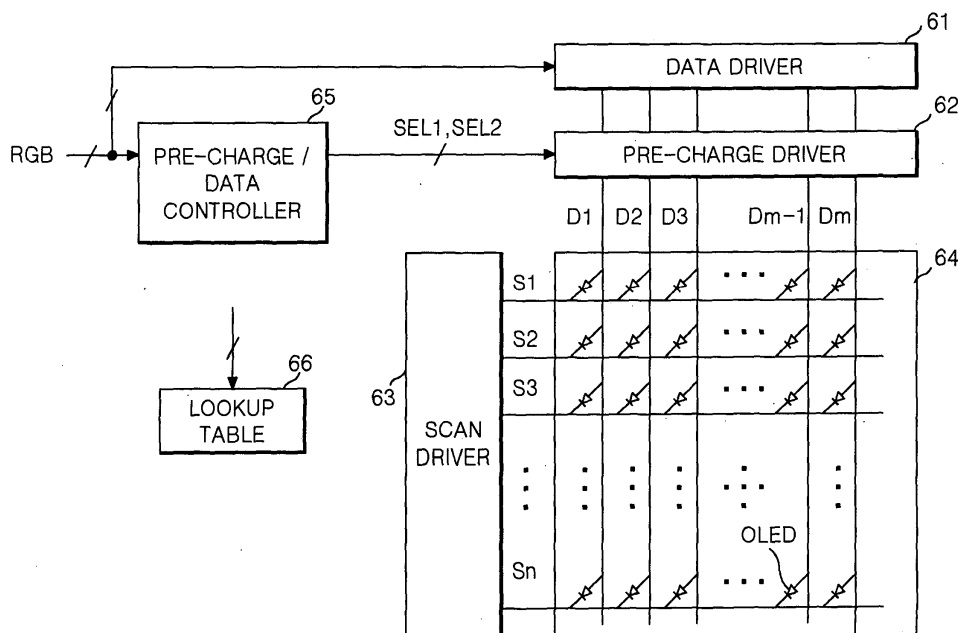 61
DATA DRIVER
62
65
SEL1,SEL2
RGB
PRE-CHARGE /
DATA
CONTROLLER
PRE-CHARGE DRIVER
D1 D2 D3 Dm-1 Dm
64
S1
S2
66
63
S3
LOOKUP
TABLE
SCAN
DRIVER
OLED
Sn